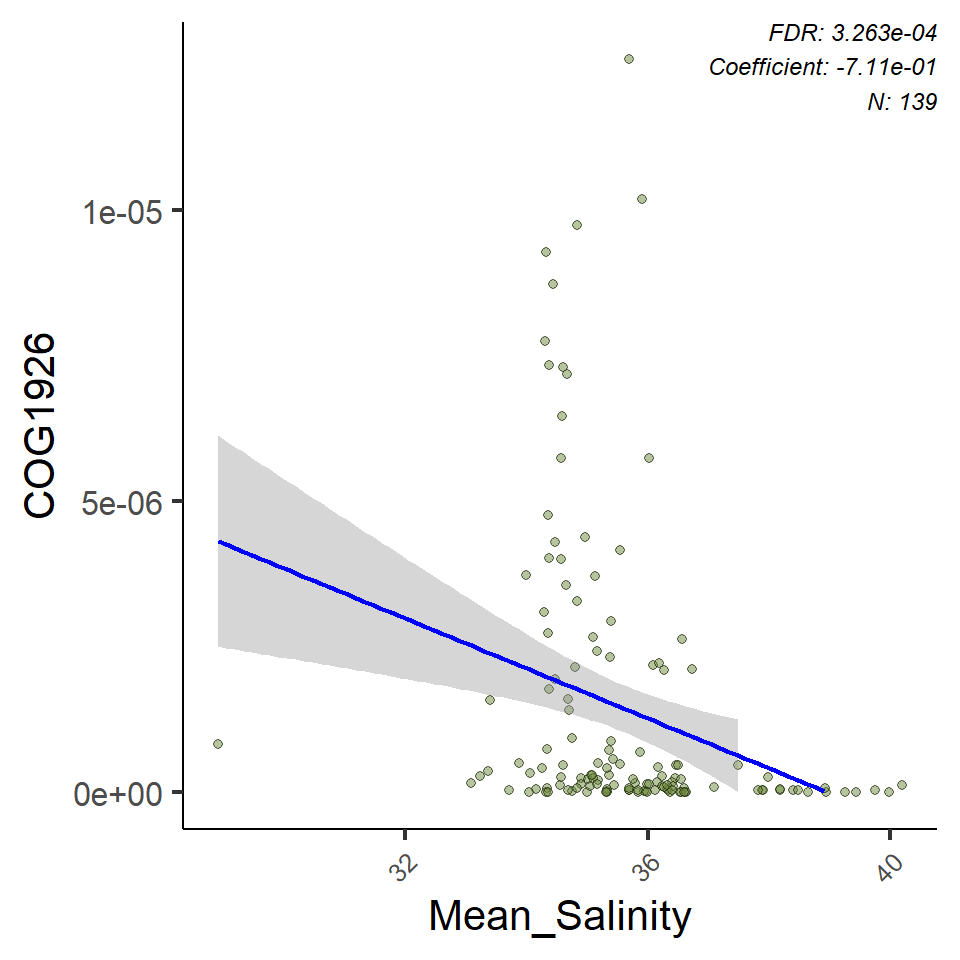 FDR: 3.263e-04
Coefficient: -7.11e-01
N: 139
COG1926
1e-05
5e-06
0e+00
32
36
40
Mean_Salinity